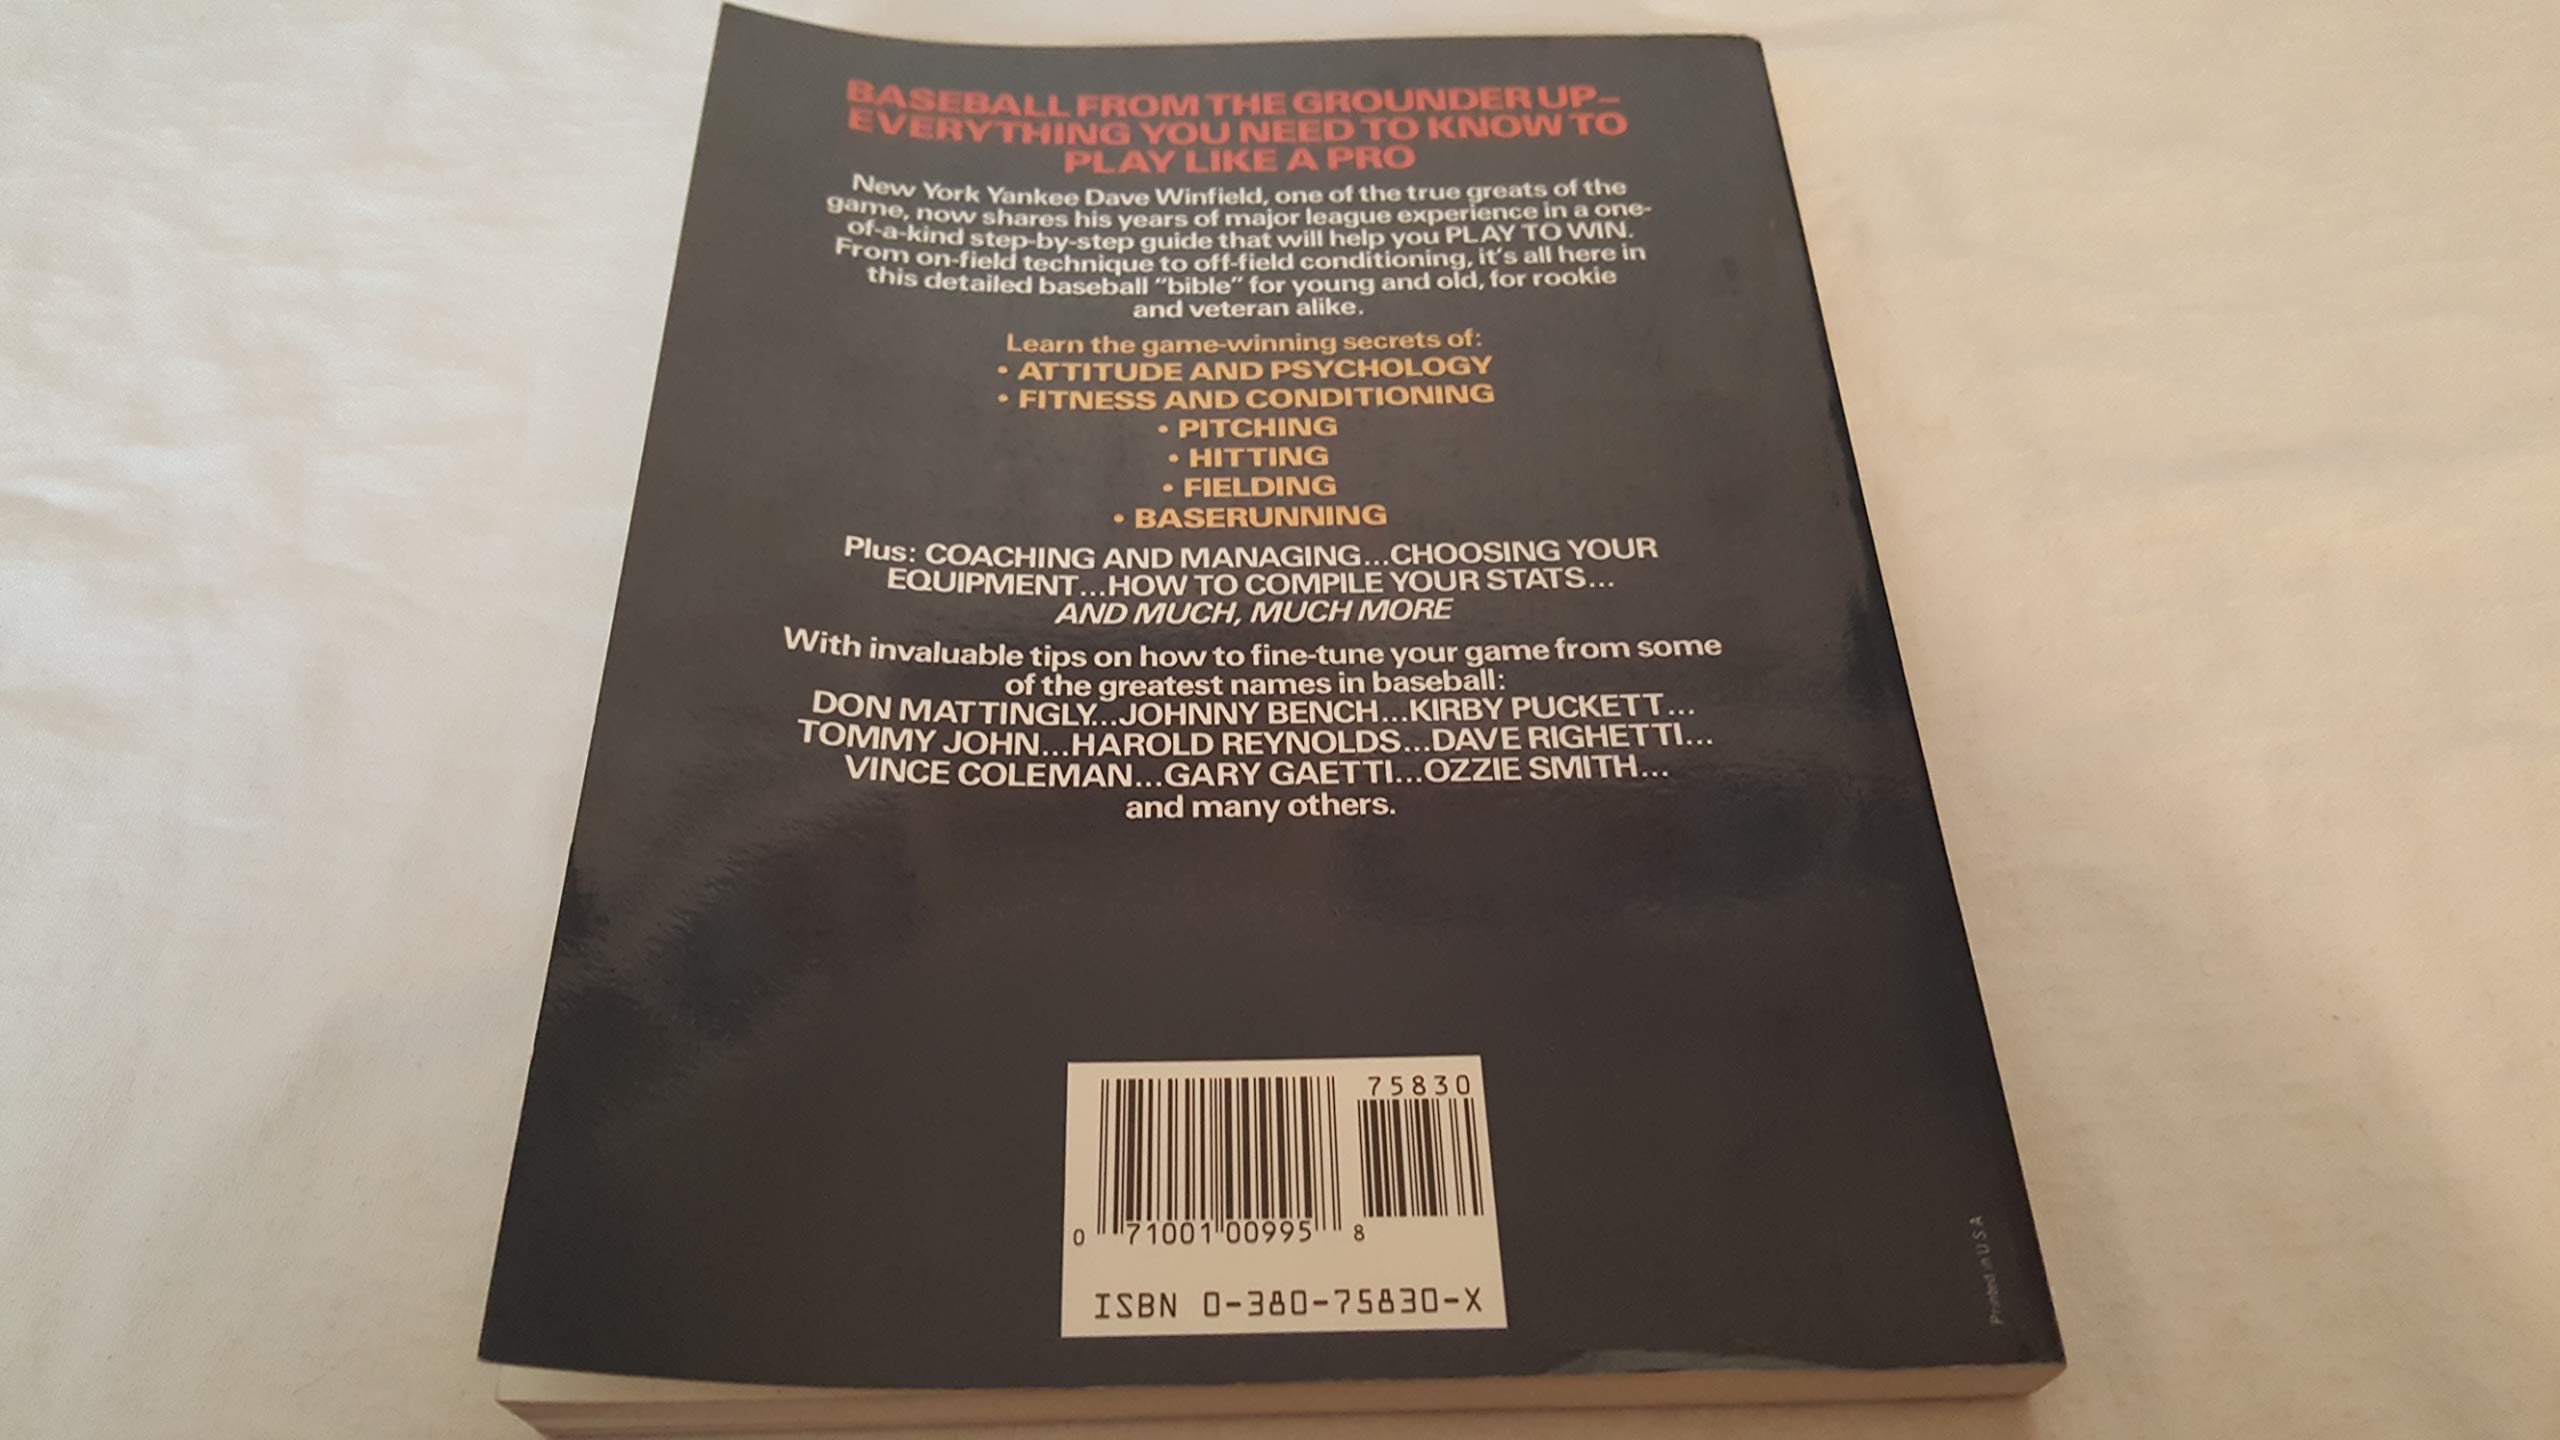 BASEBALL FROM THE GROUNDER UP–
EVERYTHING YOU NEED TO KNOW TO
PLAY LIKE A PRO
New York Yankee Dave Winfield, one of the true greats of the
game, now shares his years of major league experience in a one-
of-a-kind step-by-step guide that will help you PLAY TO WIN.
From on-field technique to off-field conditioning, it's all here in
this detailed baseball "bible" for young and old, for rookie
and veteran alike.
Learn the game-winning secrets of:
• ATTITUDE AND PSYCHOLOGY
• FITNESS AND CONDITIONING
• PITCHING
• HITTING
• FIELDING
• BASERUNNING
Plus: COACHING AND MANAGING...CHOOSING YOUR
EQUIPMENT...HOW TO COMPILE YOUR STATS...
AND MUCH, MUCH MORE
With invaluable tips on how to fine-tune your game from some
of the greatest names in baseball:
DON MATTINGLY...JOHNNY BENCH...KIRBY PUCKETT...
TOMMY JOHN...HAROLD REYNOLDS...DAVE RIGHETTI...
VINCE COLEMAN...GARY GAETTI...OZZIE SMITH...
and many others.
75830
0 71001 00995 8
ISBN 0-380-75830-X
Printed in U S A